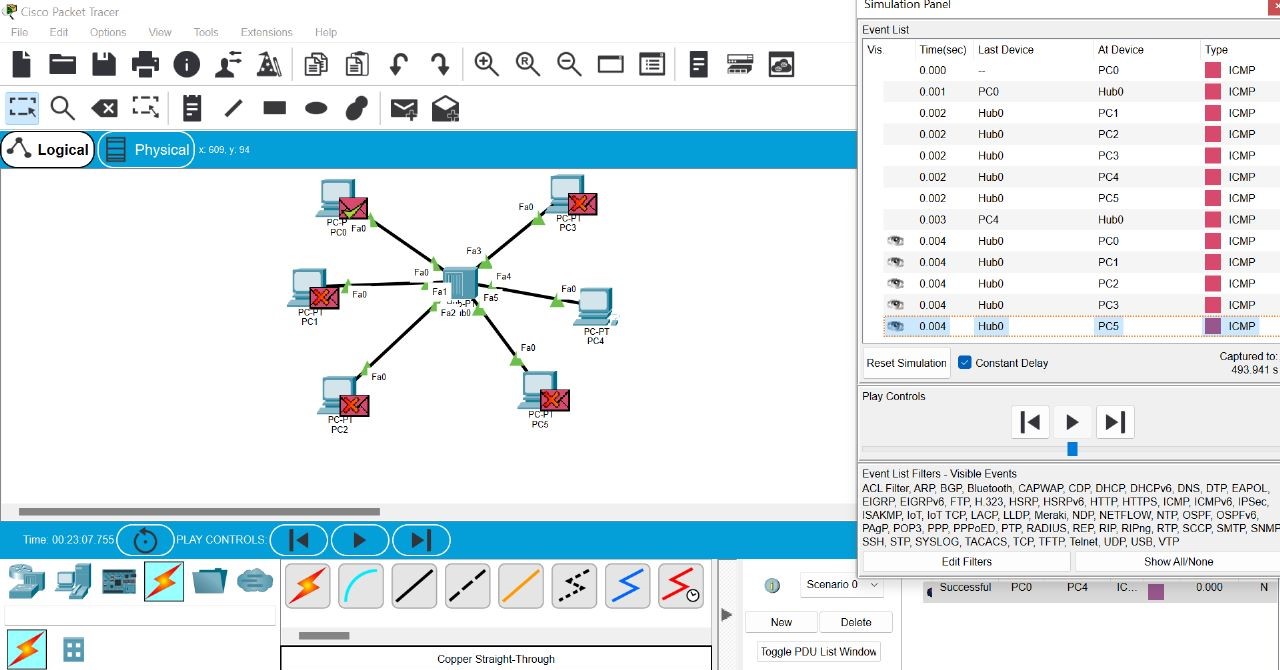 Cisco Packet Tracer
File Edit Options View Tools Extensions Help
Logical Physical x: 609, y: 94
PC0
Fa0
Fa0
PC-PT
PC3
Fa0
Fa3
Fa0
PC-PT
PC1
Fa0
Fa1
Fa4
Fa5
Fa2
Fa0
PC-PT
PC4
Fa0
PC-PT
PC2
Fa0
PC-PT
PC5
Time: 00:23:07.755 PLAY CONTROLS:
Copper Straight-Through
Simulation Panel
Event List
Vis. Time(sec) Last Device At Device Type
0.000 -- PC0 ICMP
0.001 PC0 Hub0 ICMP
0.002 Hub0 PC1 ICMP
0.002 Hub0 PC2 ICMP
0.002 Hub0 PC3 ICMP
0.002 Hub0 PC4 ICMP
0.002 Hub0 PC5 ICMP
0.003 PC4 Hub0 ICMP
0.004 Hub0 PC0 ICMP
0.004 Hub0 PC1 ICMP
0.004 Hub0 PC2 ICMP
0.004 Hub0 PC3 ICMP
0.004 Hub0 PC5 ICMP
Reset Simulation Constant Delay Captured to:
493.941 s
Play Controls
Event List Filters - Visible Events
ACL Filter, ARP, BGP, Bluetooth, CAPWAP, CDP, DHCP, DHCPv6, DNS, DTP, EAPOL,
EIGRP, EIGRPv6, FTP, H.323, HSRP, HSRPv6, HTTP, HTTPS, ICMP, ICMPv6, IPSec,
ISAKMP, IoT, IoT TCP, LACP, LLDP, Meraki, NDP, NETFLOW, NTP, OSPF, OSPFv6,
PAgP, POP3, PPP, PPPoED, PTP, RADIUS, REP, RIP, RIPng, RTP, SCCP, SMTP, SNMP,
SSH, STP, SYSLOG, TACACS, TCP, TFTP, Telnet, UDP, USB, VTP
Edit Filters Show All/None
Scenario 0
New Delete
Toggle PDU List Window
Successful PC0 PC4 IC... 0.000 N